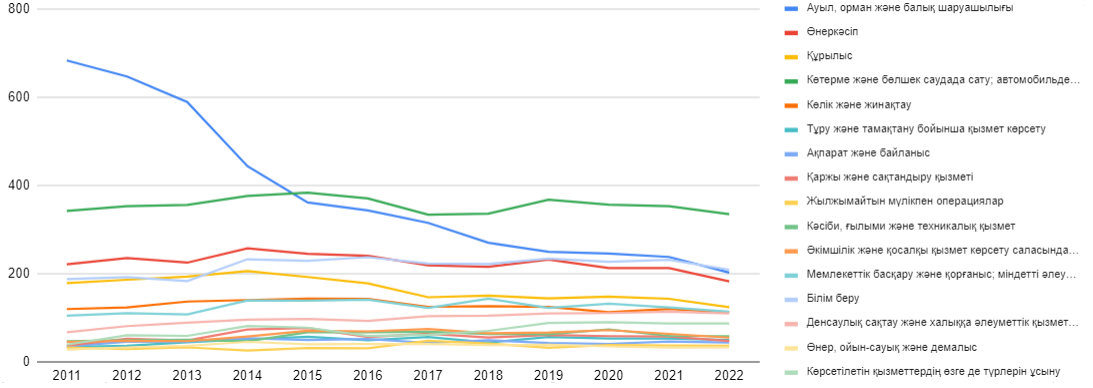 800
600
400
200
0
2011 2012 2013 2014 2015 2016 2017 2018 2019 2020 2021 2022
Ауыл, орман және балық шаруашылығы
Өнеркәсіп
Құрылыс
Көтерме және бөлшек саудада сату; автомобильде...
Көлік және жинақтау
Тұру және тамақтану бойынша қызмет көрсету
Ақпарат және байланыс
Қаржы және сақтандыру қызметі
Жылжымайтын мүлікпен операциялар
Кәсіби, ғылыми және техникалық қызмет
Әкімшілік және қосалқы қызмет көрсету саласында...
Мемлекеттік басқару және қорғаныс; міндетті әлеу...
Білім беру
Денсаулық сақтау және халыққа әлеуметтік қызмет...
Өнер, ойын-сауық және демалыс
Көрсетілетін қызметтердің өзге де түрлерін ұсыну